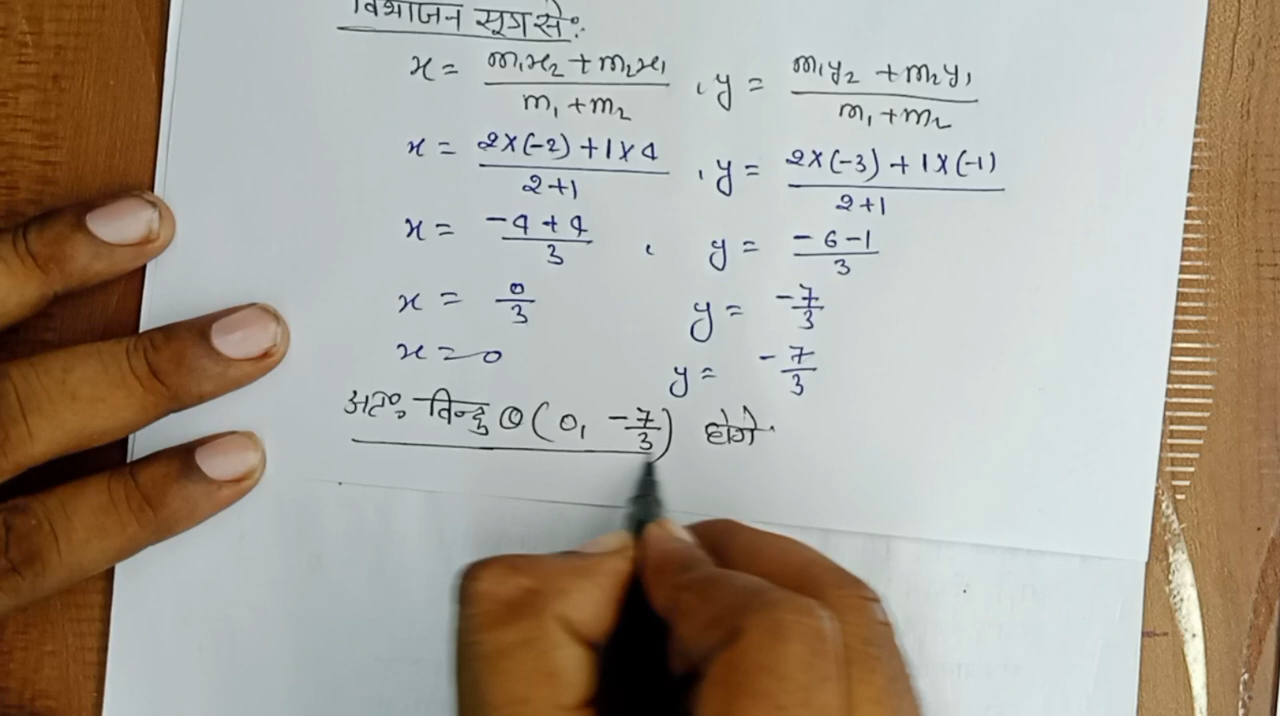 विभाजन सूत्र से:
x = m₁x₂ + m₂x₁ / m₁ + m₂ , y = m₁y₂ + m₂y₁ / m₁ + m₂
x = 2×(-2) + 1×4 / 2+1 , y = 2×(-3) + 1×(-1) / 2+1
x = -4 + 4 / 3 , y = -6-1 / 3
x = 0/3 y = -7/3
x = 0 y = -7/3
अतः बिन्दु Q(0, -7/3) होंगे